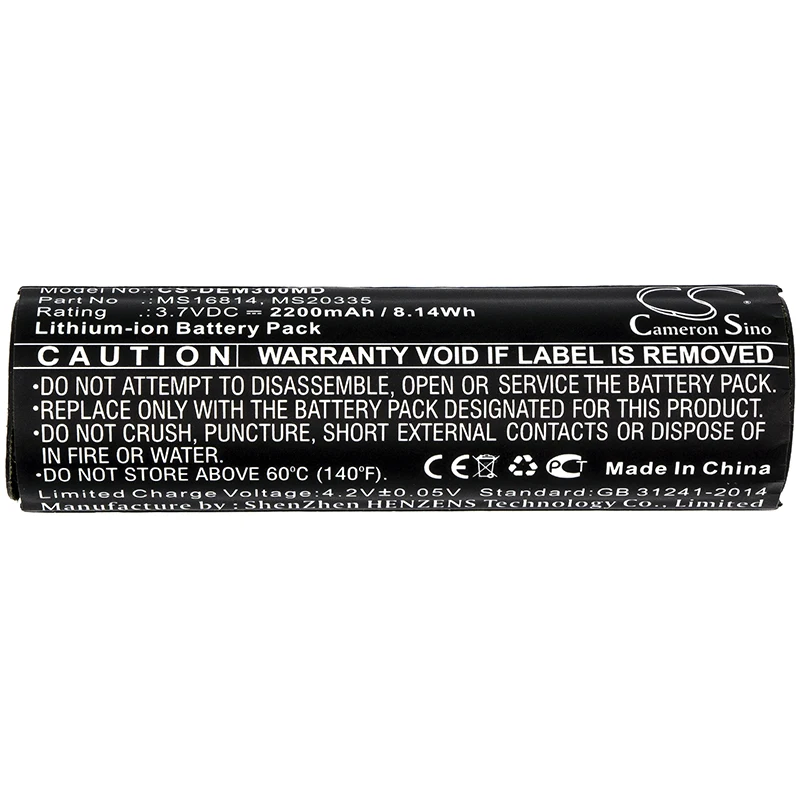 Model No .:CS-DEM300MD
Part No .:MS16814, MS20335
Rating .:3.7VDC ⎓ 2200mAh / 8.14Wh
Lithium-ion Battery Pack
CS
Cameron Sino
CAUTION WARRANTY VOID IF LABEL IS REMOVED
•DO NOT ATTEMPT TO DISASSEMBLE, OPEN OR SERVICE THE BATTERY PACK.
•REPLACE ONLY WITH THE BATTERY PACK DESIGNATED FOR THIS PRODUCT.
•DO NOT CRUSH, PUNCTURE, SHORT EXTERNAL CONTACTS OR DISPOSE OF
IN FIRE OR WATER.
•DO NOT STORE ABOVE 60°C (140°F).
CE PCT Made In China
Limited Charge Voltage:4.2V±0.05V Standard:GB 31241-2014
Manufacture by : ShenZhen HENZENS Technology Co., Limited